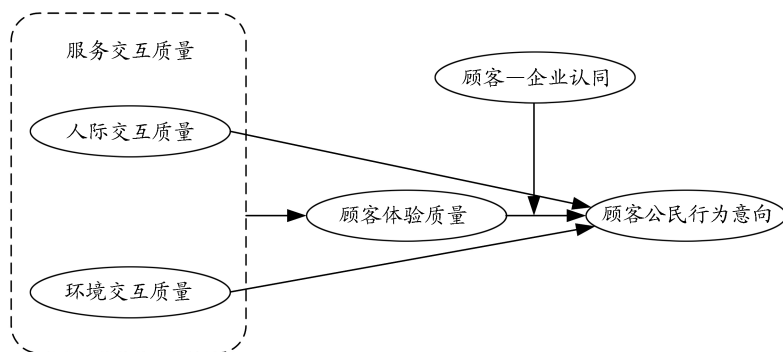 服务交互质量
顾客—企业认同
人际交互质量
顾客体验质量
顾客公民行为意向
环境交互质量